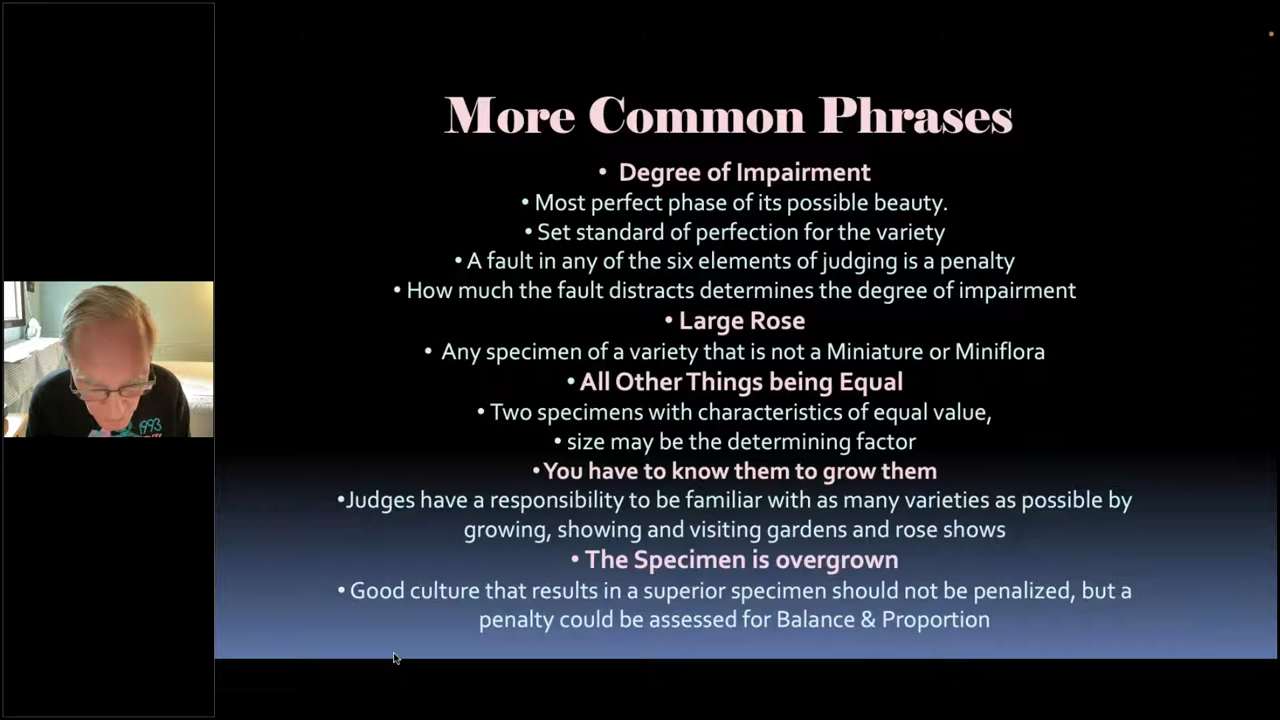 More Common Phrases
• Degree of Impairment
• Most perfect phase of its possible beauty.
• Set standard of perfection for the variety
• A fault in any of the six elements of judging is a penalty
• How much the fault distracts determines the degree of impairment
• Large Rose
• Any specimen of a variety that is not a Miniature or Miniflora
• All Other Things being Equal
• Two specimens with characteristics of equal value,
• size may be the determining factor
• You have to know them to grow them
• Judges have a responsibility to be familiar with as many varieties as possible by
growing, showing and visiting gardens and rose shows
• The Specimen is overgrown
• Good culture that results in a superior specimen should not be penalized, but a
penalty could be assessed for Balance & Proportion
1993